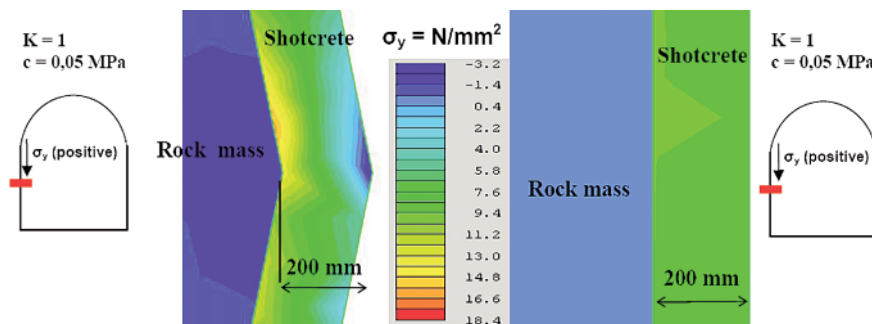 K = 1
c = 0,05 MPa
σy (positive)
Shotcrete
Rock mass
200 mm
σy = N/mm²
-3.2
-1.4
0.4
2.2
4.0
5.8
7.6
9.4
11.2
13.0
14.8
16.6
18.4
Shotcrete
Rock mass
200 mm
K = 1
c = 0,05 MPa
σy (positive)